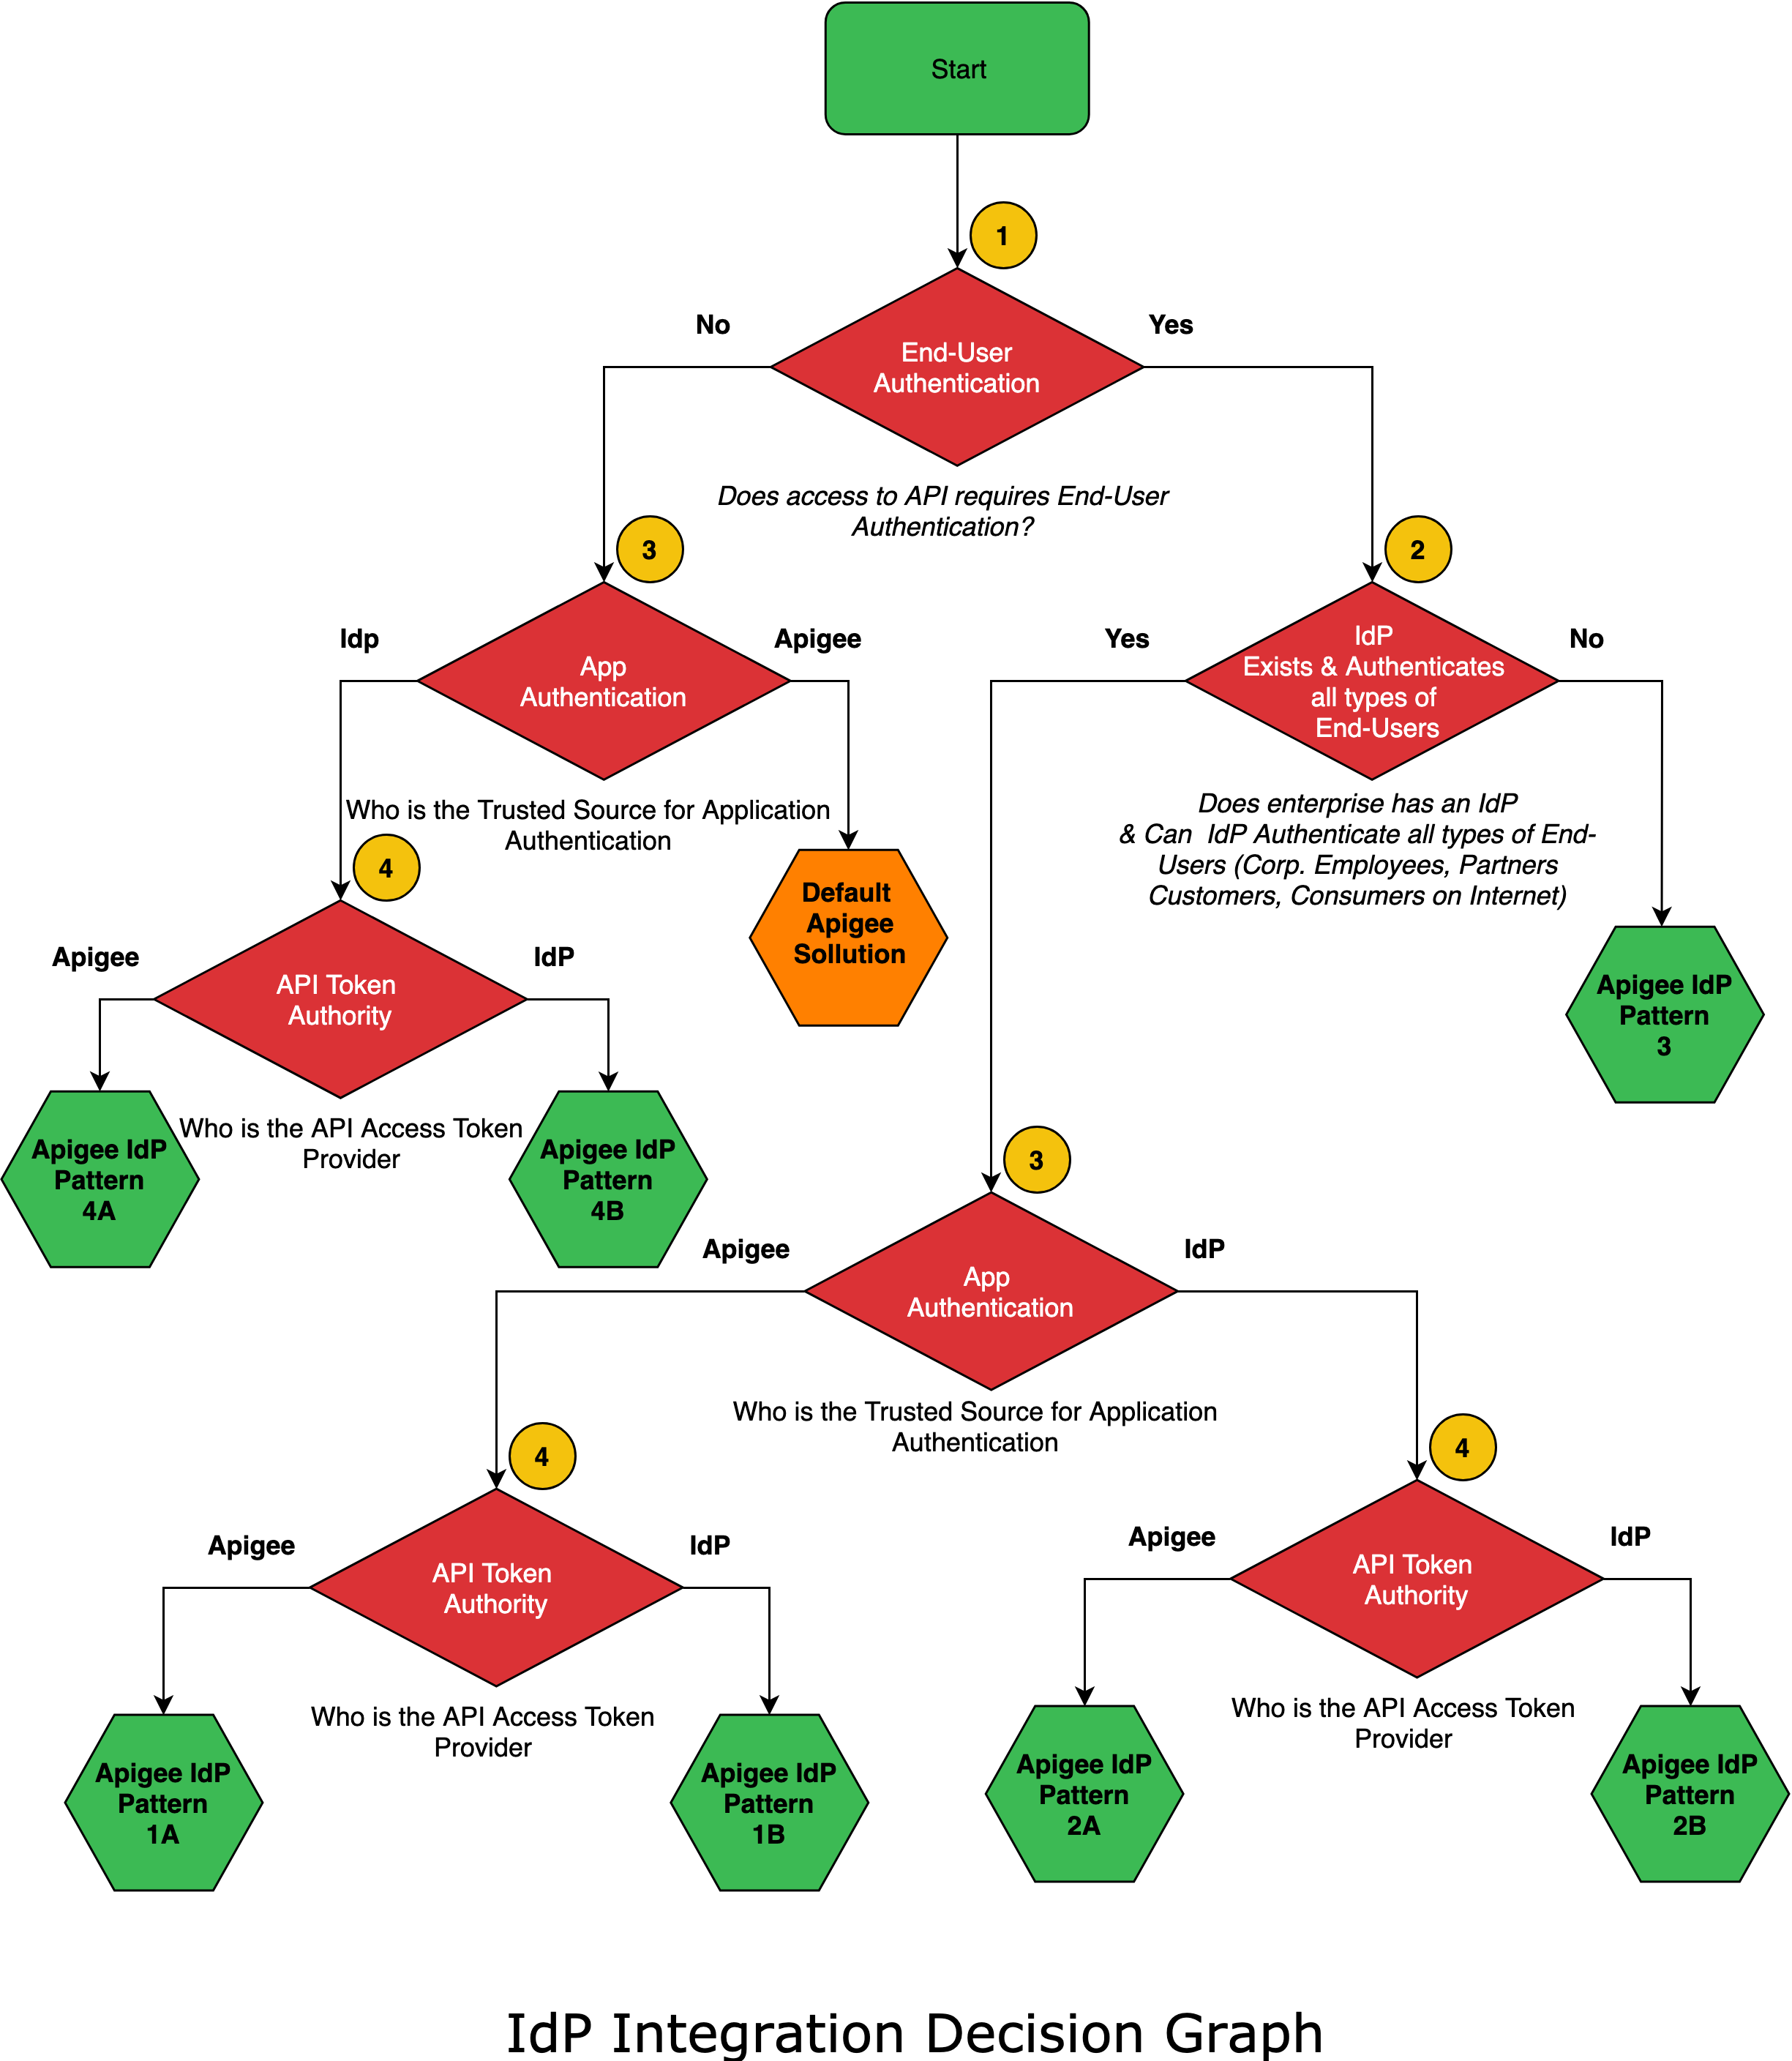 Start
1
No
Yes
End-User
Authentication
Does access to API requires End-User
Authentication?
3
2
Idp
Apigee
App
Authentication
Who is the Trusted Source for Application
Authentication
Yes
No
IdP
Exists & Authenticates
all types of
End-Users
Does enterprise has an IdP
& Can IdP Authenticate all types of End-
Users (Corp. Employees, Partners
Customers, Consumers on Internet)
4
Default
Apigee
Sollution
Apigee
IdP
API Token
Authority
Who is the API Access Token
Provider
Apigee IdP
Pattern
3
Apigee IdP
Pattern
4A
Apigee IdP
Pattern
4B
3
Apigee
IdP
App
Authentication
Who is the Trusted Source for Application
Authentication
4
4
Apigee
IdP
API Token
Authority
Who is the API Access Token
Provider
Apigee
IdP
API Token
Authority
Who is the API Access Token
Provider
Apigee IdP
Pattern
1A
Apigee IdP
Pattern
1B
Apigee IdP
Pattern
2A
Apigee IdP
Pattern
2B
IdP Integration Decision Graph